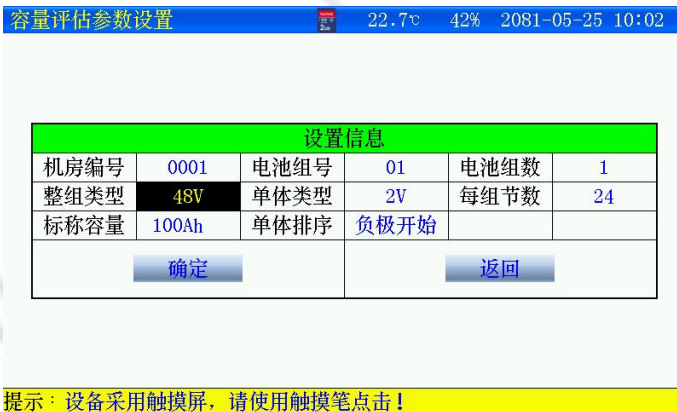 容量评估参数设置 22.7℃ 42% 2081-05-25 10:02
设置信息
机房编号 0001 电池组号 01 电池组数 1
整组类型 48V 单体类型 2V 每组节数 24
标称容量 100Ah 单体排序 负极开始
确定 返回
提示：设备采用触摸屏，请使用触摸笔点击！